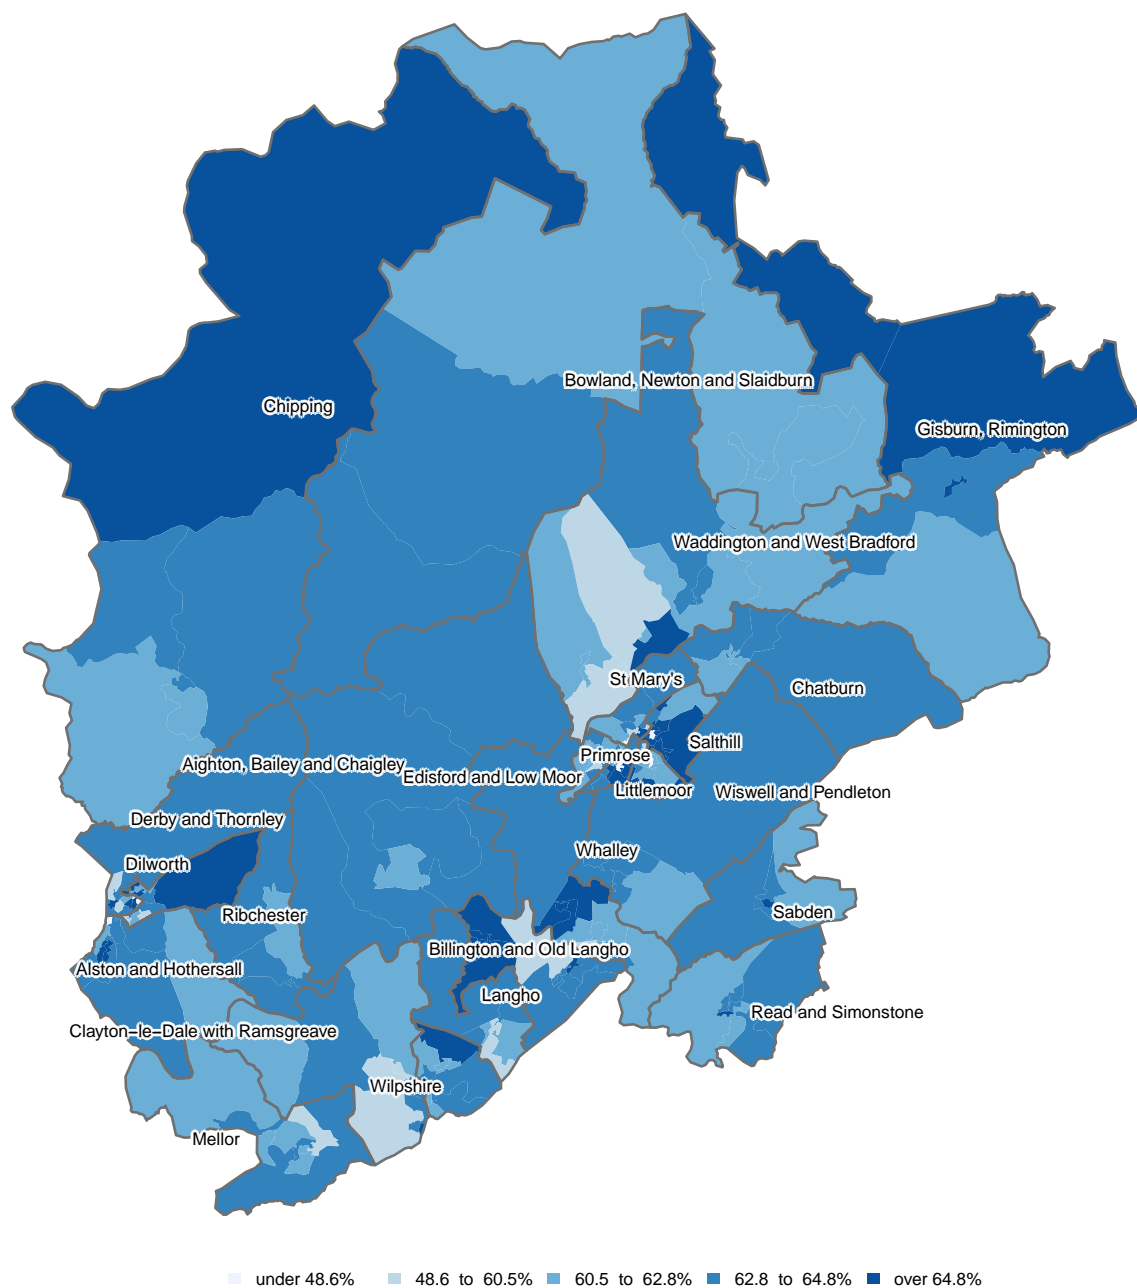 Bowland, Newton and Slaidburn
Chipping
Gisburn, Rimington
Waddington and West Bradford
St Mary's
Chatburn
Salthill
Primrose
Aighton, Bailey and Chaigley
Edisford and Low Moor
Littlemoor
Wiswell and Pendleton
Derby and Thornley
Whalley
Dilworth
Sabden
Ribchester
Billington and Old Langho
Alston and Hothersall
Langho
Read and Simonstone
Clayton−le−Dale with Ramsgreave
Wilpshire
Mellor
under 48.6% 48.6 to 60.5% 60.5 to 62.8% 62.8 to 64.8% over 64.8%